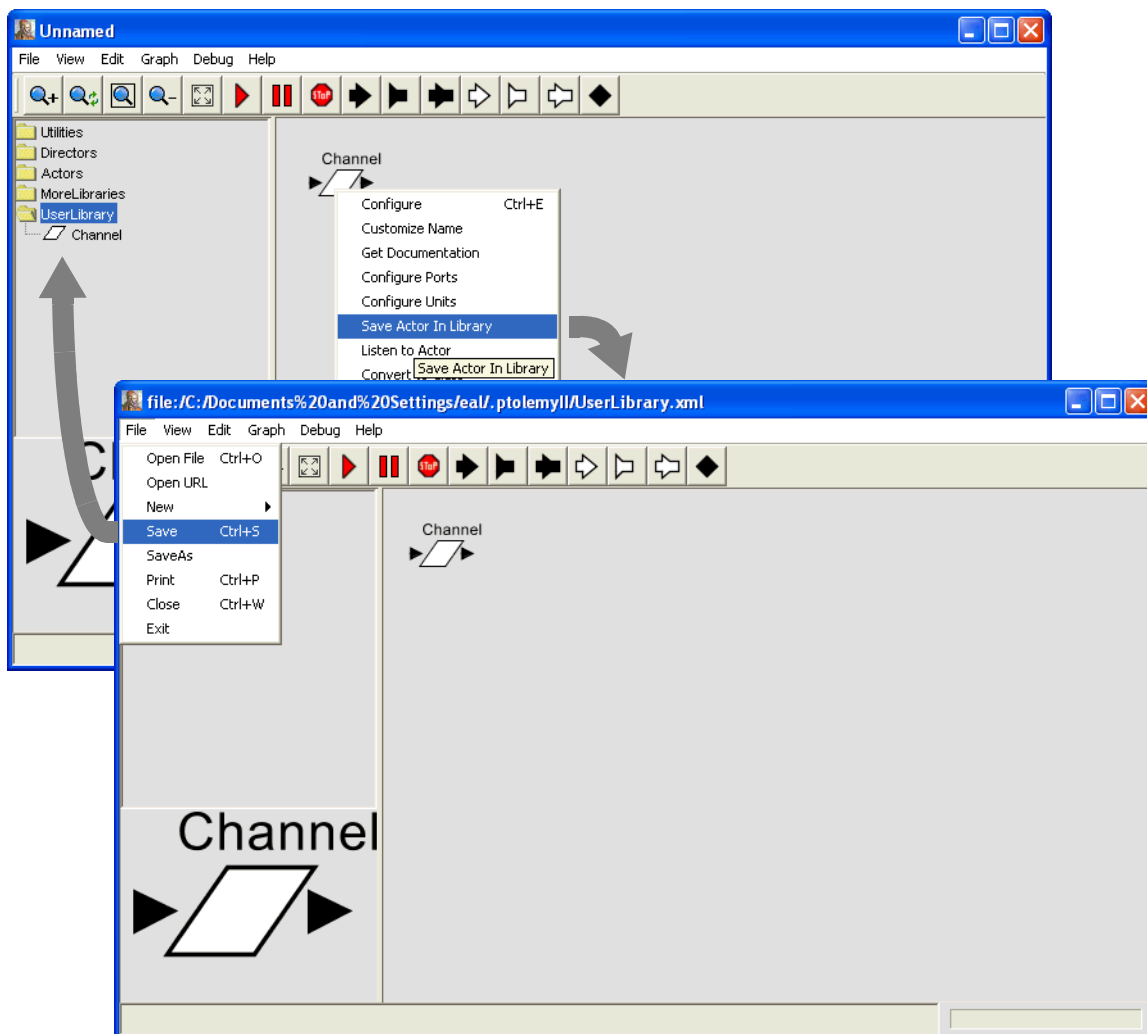 Unnamed
File View Edit Graph Debug Help
STOP
Utilities
Directors
Actors
MoreLibraries
UserLibrary
Channel
Channel
Configure Ctrl+E
Customize Name
Get Documentation
Configure Ports
Configure Units
Save Actor In Library
Listen to Actor
Save Actor In Library
Convert
file:/C:/Documents%20and%20Settings/eal/.ptolemyII/UserLibrary.xml
File View Edit Graph Debug Help
STOP
Open File Ctrl+O
Open URL
New
Save Ctrl+S
SaveAs
Print Ctrl+P
Close Ctrl+W
Exit
Channel
Channel